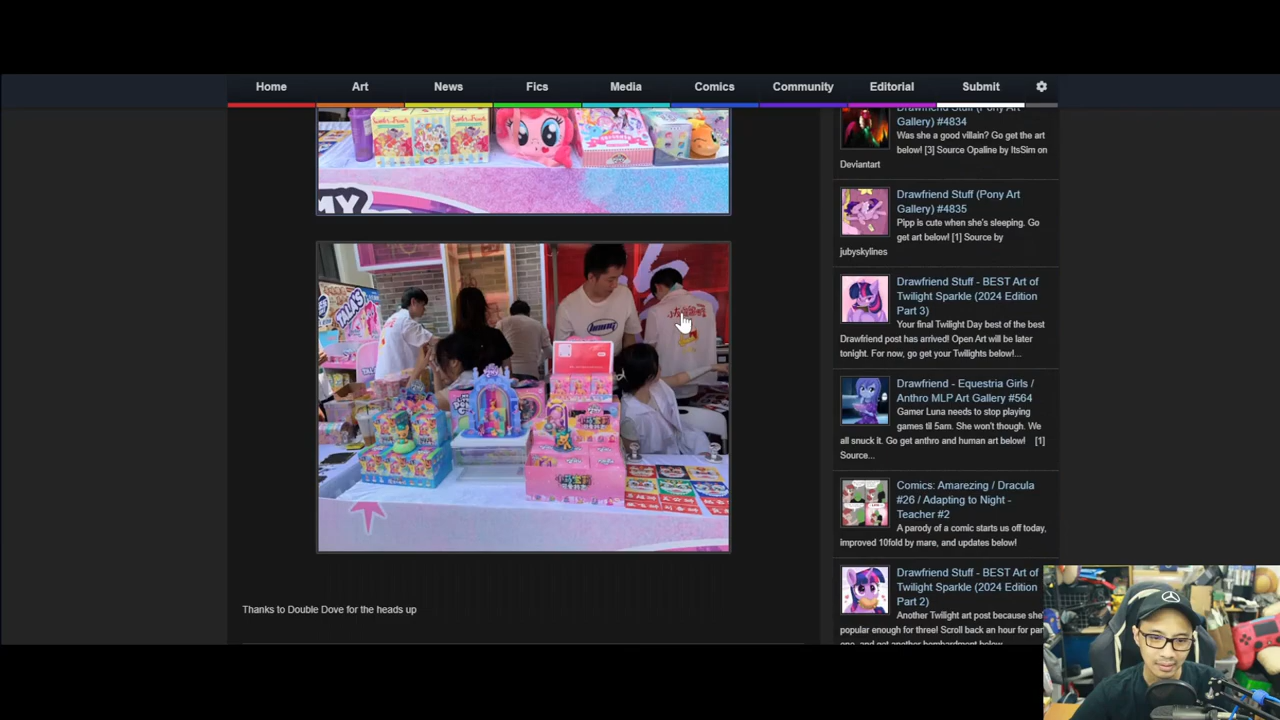 Home Art News Fics Media Comics Community Editorial Submit
Drawfriend Stuff (Pony Art
Gallery) #4834
Was she a good villain? Go get the art
below! [3] Source Opaline by ItsSim on
Deviantart
Drawfriend Stuff (Pony Art
Gallery) #4835
Pipp is cute when she's sleeping. Go
get art below! [1] Source by
jubyskylines
Drawfriend Stuff - BEST Art of
Twilight Sparkle (2024 Edition
Part 3)
Your final Twilight Day best of the best
Drawfriend post has arrived! Open Art will be later
tonight. For now, go get your Twilights below!...
Drawfriend - Equestria Girls /
Anthro MLP Art Gallery #564
Gamer Luna needs to stop playing
games til 5am. She won't though. We
all snuck it. Go get anthro and human art below! [1]
Source...
Comics: Amarezing / Dracula
#26 / Adapting to Night -
Teacher #2
A parody of a comic starts us off today,
improved 10fold by mare, and updates below!
Drawfriend Stuff - BEST Art of
Twilight Sparkle (2024 Edition
Part 2)
Another Twilight art post because she
popular enough for three! Scroll back an hour for par
one, and get another bombardment below
Thanks to Double Dove for the heads up
MY
TALA'S